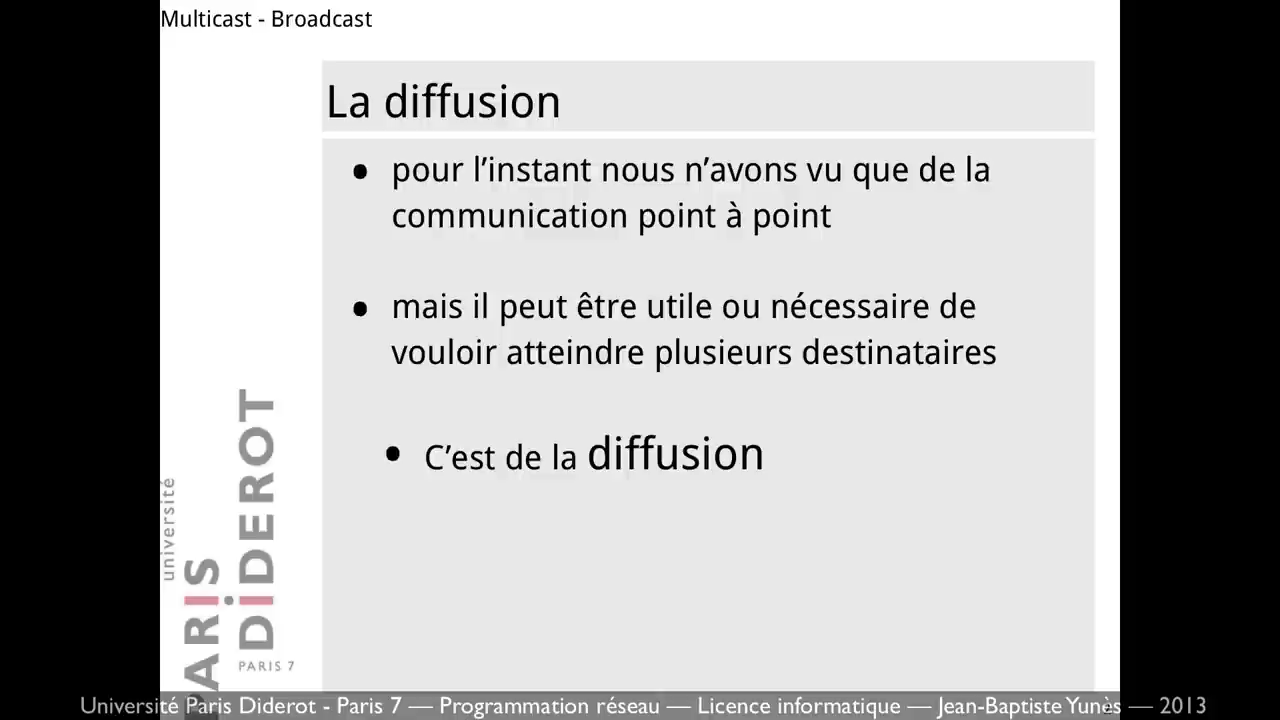 Multicast - Broadcast
La diffusion
• pour l’instant nous n’avons vu que de la
communication point à point
• mais il peut être utile ou nécessaire de
vouloir atteindre plusieurs destinataires
• C’est de la diffusion
université
PARIS
DiDEROT
PARIS 7
Université Paris Diderot - Paris 7 — Programmation réseau — Licence informatique — Jean-Baptiste Yunès — 2013